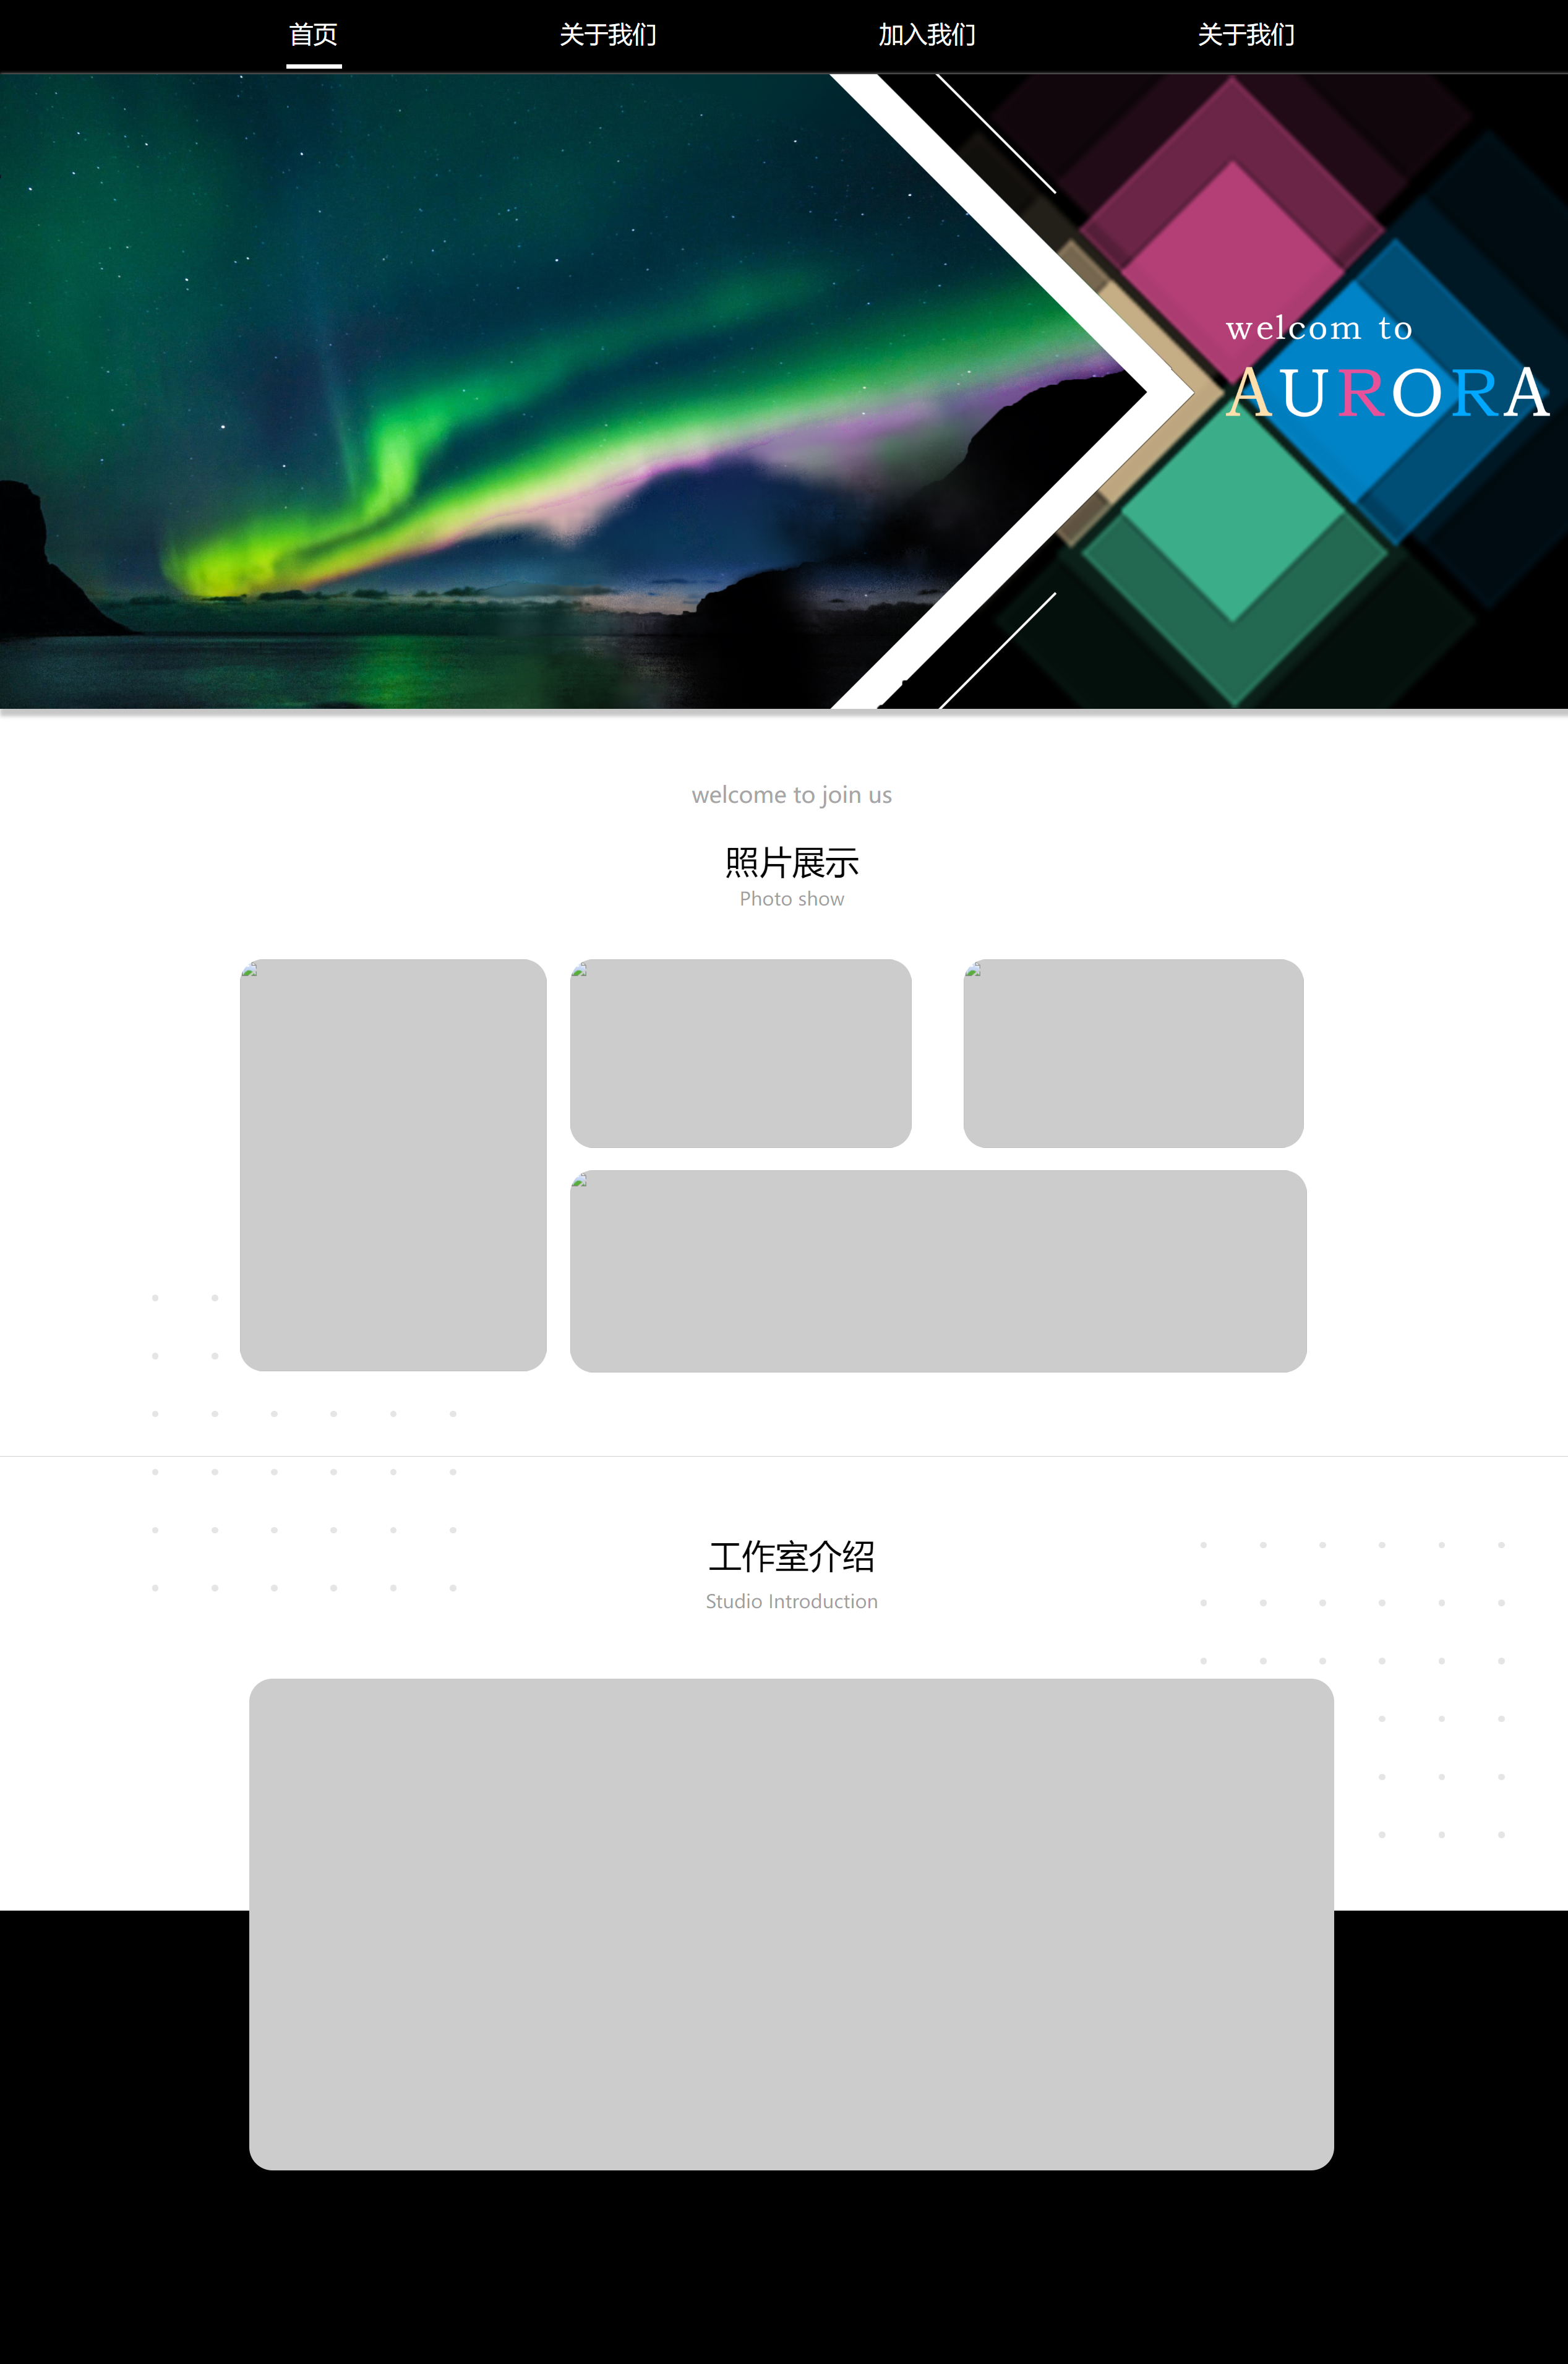 首页 关于我们 加入我们 关于我们
welcom to
AURORA
welcome to join us
照片展示
Photo show
工作室介绍
Studio Introduction